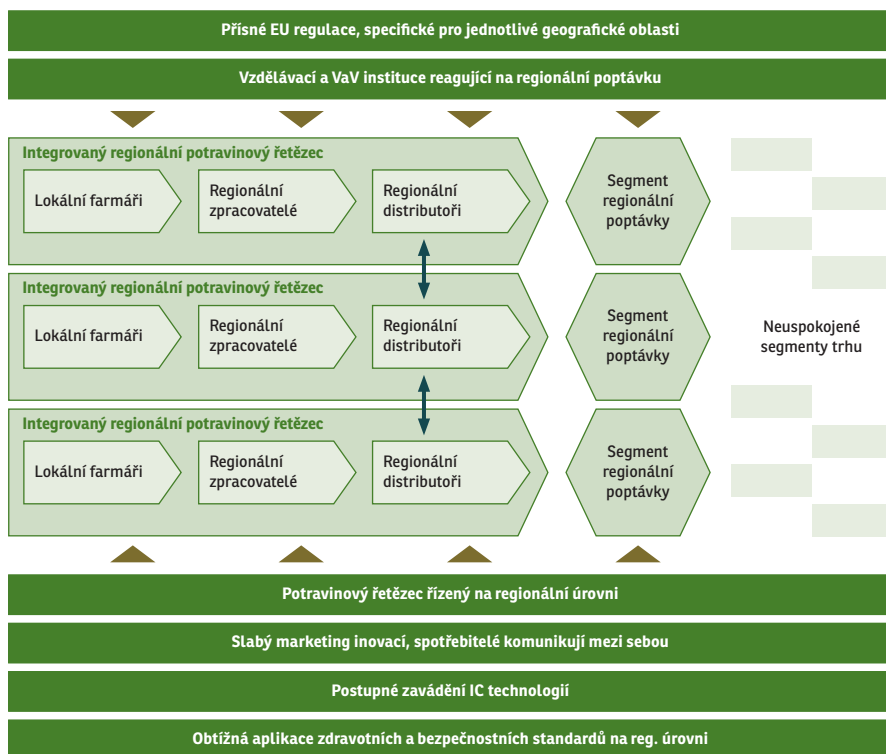 Přísné EU regulace, specifické pro jednotlivé geografické oblasti
Vzdělávací a VaV instituce reagující na regionální poptávku
Integrovaný regionální potravinový řetězec
Lokální farmáři
Regionální
zpracovatelé
Regionální
distributoři
Segment
regionální
poptávky
Integrovaný regionální potravinový řetězec
Lokální farmáři
Regionální
zpracovatelé
Regionální
distributoři
Segment
regionální
poptávky
Neuspokojené
segmenty trhu
Integrovaný regionální potravinový řetězec
Lokální farmáři
Regionální
zpracovatelé
Regionální
distributoři
Segment
regionální
poptávky
Potravinový řetězec řízený na regionální úrovni
Slabý marketing inovací, spotřebitelé komunikují mezi sebou
Postupné zavádění IC technologií
Obtížná aplikace zdravotních a bezpečnostních standardů na reg. úrovni